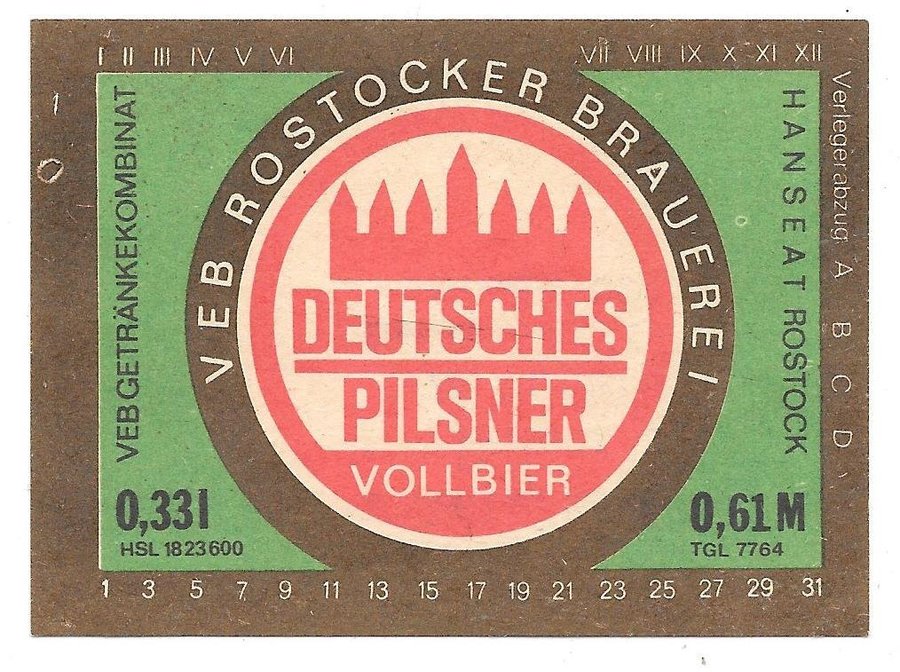 I II III IV V VI VII VIII IX X XI XII
VEB ROSTOCKER BRAUEREI
VEB GETRÄNKEKOMBINAT
HANSEAT ROSTOCK
Verlegerabzug A B C D
DEUTSCHES
PILSNER
VOLLBIER
0,33l
HSL 1823600
0,61 M
TGL 7764
1 3 5 7 9 11 13 15 17 19 21 23 25 27 29 31